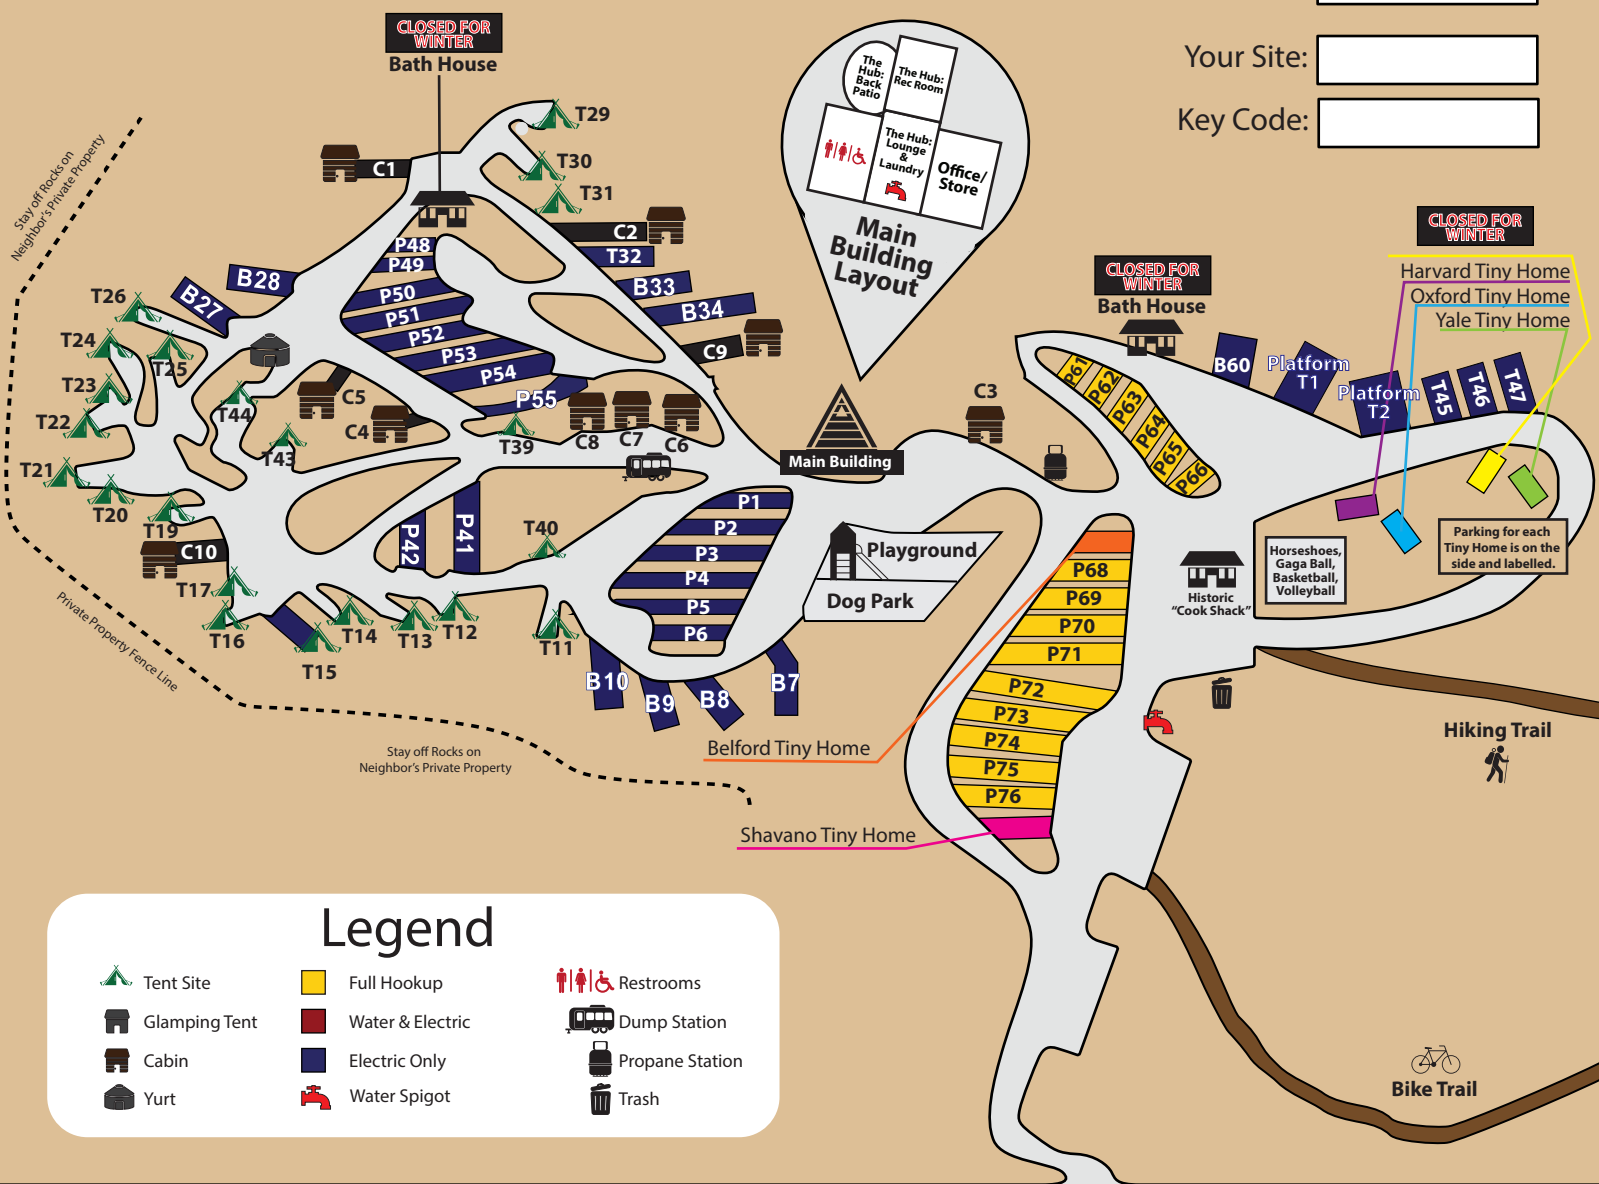 CLOSED FOR
WINTER
Bath House
Your Site:
Key Code:
The
Hub:
Back
Patio
The Hub:
Rec Room
The Hub:
Lounge
&
Laundry
Office/
Store
Main
Building
Layout
Stay off Rocks on
Neighbor's Private Property
T29
T30
T31
C1
C2
T32
B33
B34
C9
P48
P49
P50
P51
P52
P53
P54
P55
B28
B27
T26
T24
T25
T23
T22
T44
T43
C5
C4
T39
C8
C7
C6
T21
T20
T19
C10
T17
T16
T15
T14
T13
T12
T11
P42
P41
T40
P1
P2
P3
P4
P5
P6
B10
B9
B8
B7
Main Building
C3
Playground
Dog Park
CLOSED FOR
WINTER
Bath House
P61
P62
P63
P64
P65
P66
B60
Platform
T1
Platform
T2
T45
T46
T47
CLOSED FOR
WINTER
Harvard Tiny Home
Oxford Tiny Home
Yale Tiny Home
Parking for each
Tiny Home is on the
side and labelled.
Horseshoes,
Gaga Ball,
Basketball,
Volleyball
Historic
"Cook Shack"
P68
P69
P70
P71
P72
P73
P74
P75
P76
Belford Tiny Home
Shavano Tiny Home
Private Property Fence Line
Stay off Rocks on
Neighbor's Private Property
Hiking Trail
Bike Trail
Legend
Tent Site
Glamping Tent
Cabin
Yurt
Full Hookup
Water & Electric
Electric Only
Water Spigot
Restrooms
Dump Station
Propane Station
Trash